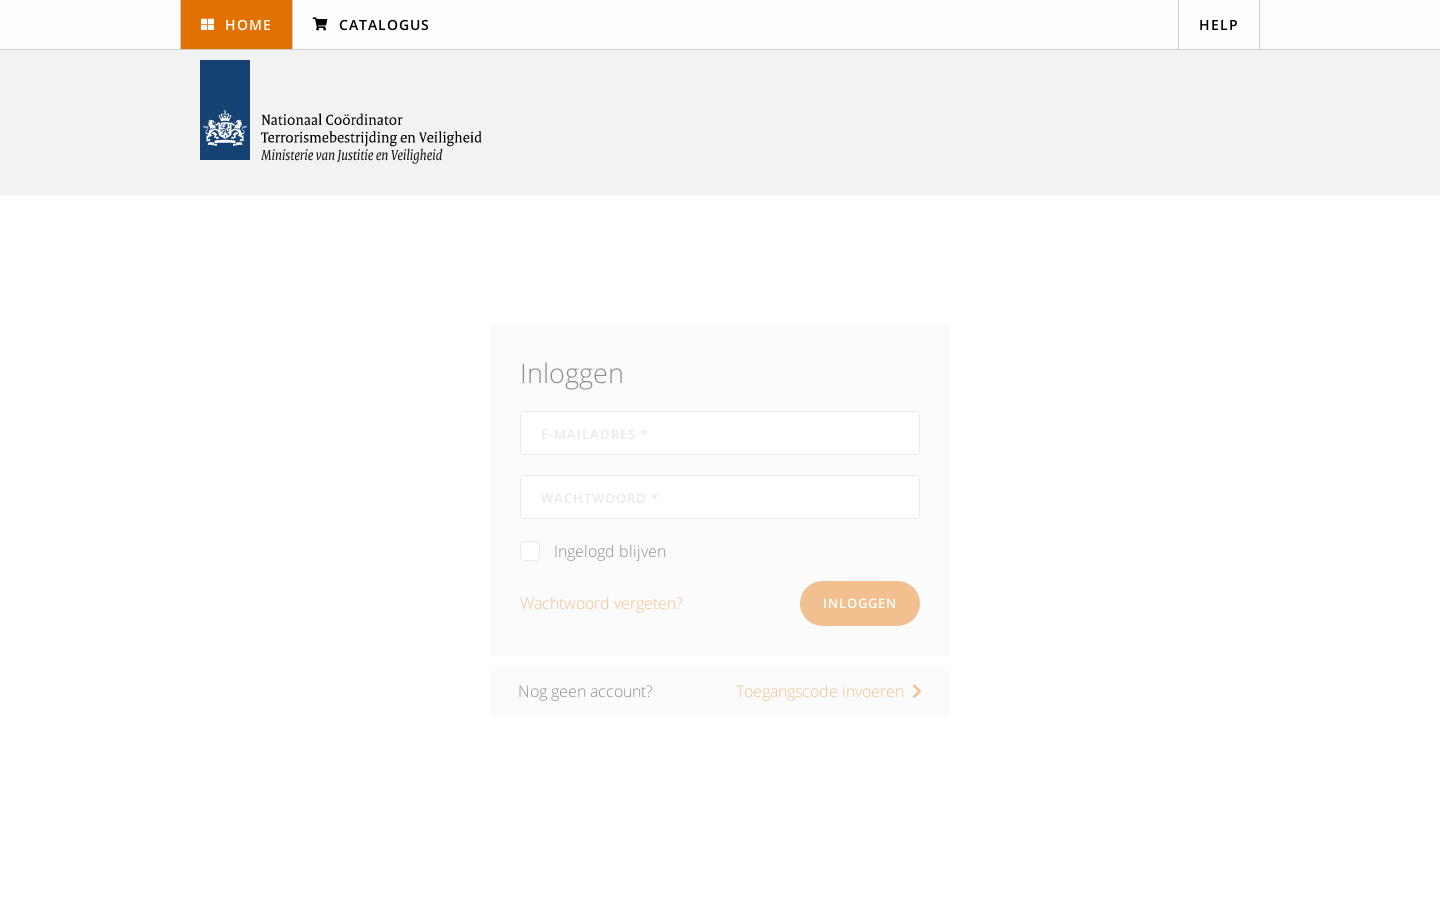 HOME
CATALOGUS
HELP
Nationaal Coördinator
Terrorismebestrijding en Veiligheid
Ministerie van Justitie en Veiligheid
Inloggen
E-MAILADRES *
WACHTWOORD *
Ingelogd blijven
Wachtwoord vergeten?
INLOGGEN
Nog geen account?
Toegangscode invoeren